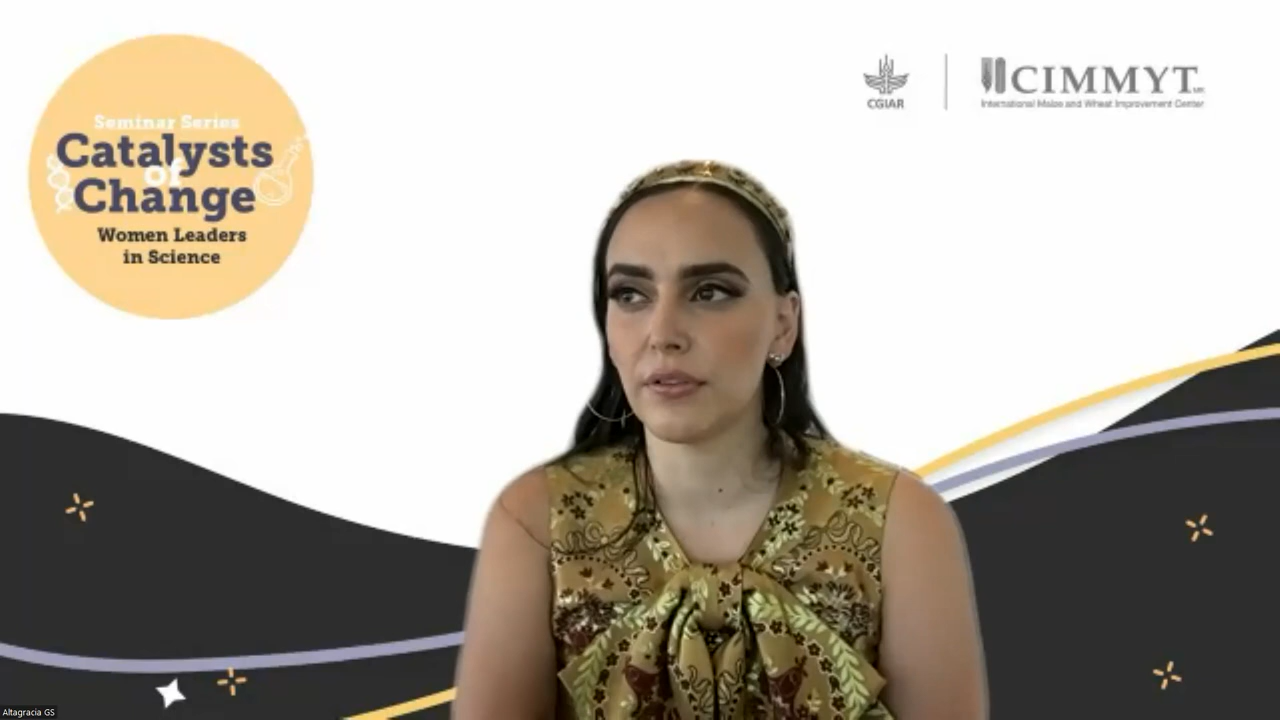 Seminar Series
Catalysts
of
Change
Women Leaders
in Science
CGIAR
CIMMYT
International Maize and Wheat Improvement Center
Altagracia GS